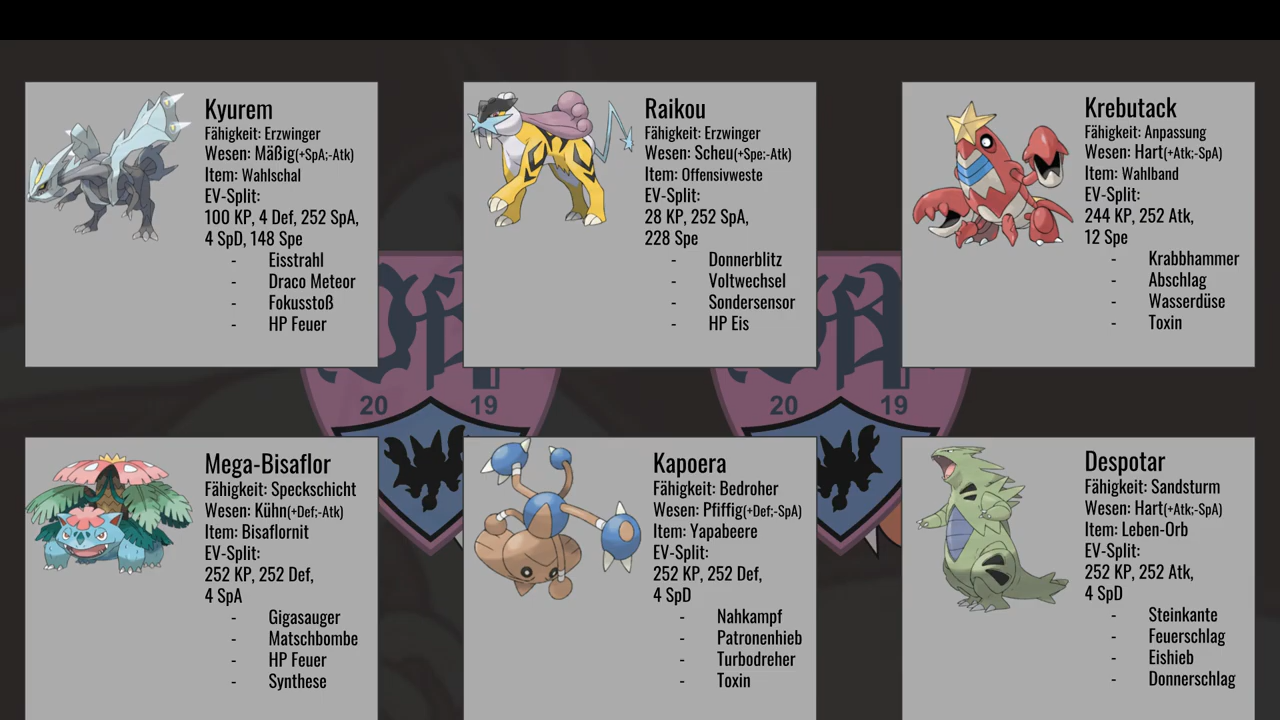 Kyurem
Fähigkeit: Erzwinger
Wesen: Mäßig(+SpA;-Atk)
Item: Wahlschal
EV-Split:
100 KP, 4 Def, 252 SpA,
4 SpD, 148 Spe
- Eisstrahl
- Draco Meteor
- Fokusstoß
- HP Feuer
Raikou
Fähigkeit: Erzwinger
Wesen: Scheu(+Spe;-Atk)
Item: Offensivweste
EV-Split:
28 KP, 252 SpA,
228 Spe
- Donnerblitz
- Voltwechsel
- Sondersensor
- HP Eis
Krebutack
Fähigkeit: Anpassung
Wesen: Hart(+Atk;-SpA)
Item: Wahlband
EV-Split:
244 KP, 252 Atk,
12 Spe
- Krabbhammer
- Abschlag
- Wasserdüse
- Toxin
20 19
20 19
Mega-Bisaflor
Fähigkeit: Speckschicht
Wesen: Kühn(+Def;-Atk)
Item: Bisaflornit
EV-Split:
252 KP, 252 Def,
4 SpA
- Gigasauger
- Matschbombe
- HP Feuer
- Synthese
Kapoera
Fähigkeit: Bedroher
Wesen: Pfiffig(+Def;-SpA)
Item: Yapabeere
EV-Split:
252 KP, 252 Def,
4 SpD
- Nahkampf
- Patronenhieb
- Turbodreher
- Toxin
Despotar
Fähigkeit: Sandsturm
Wesen: Hart(+Atk;-SpA)
Item: Leben-Orb
EV-Split:
252 KP, 252 Atk,
4 SpD
- Steinkante
- Feuerschlag
- Eishieb
- Donnerschlag